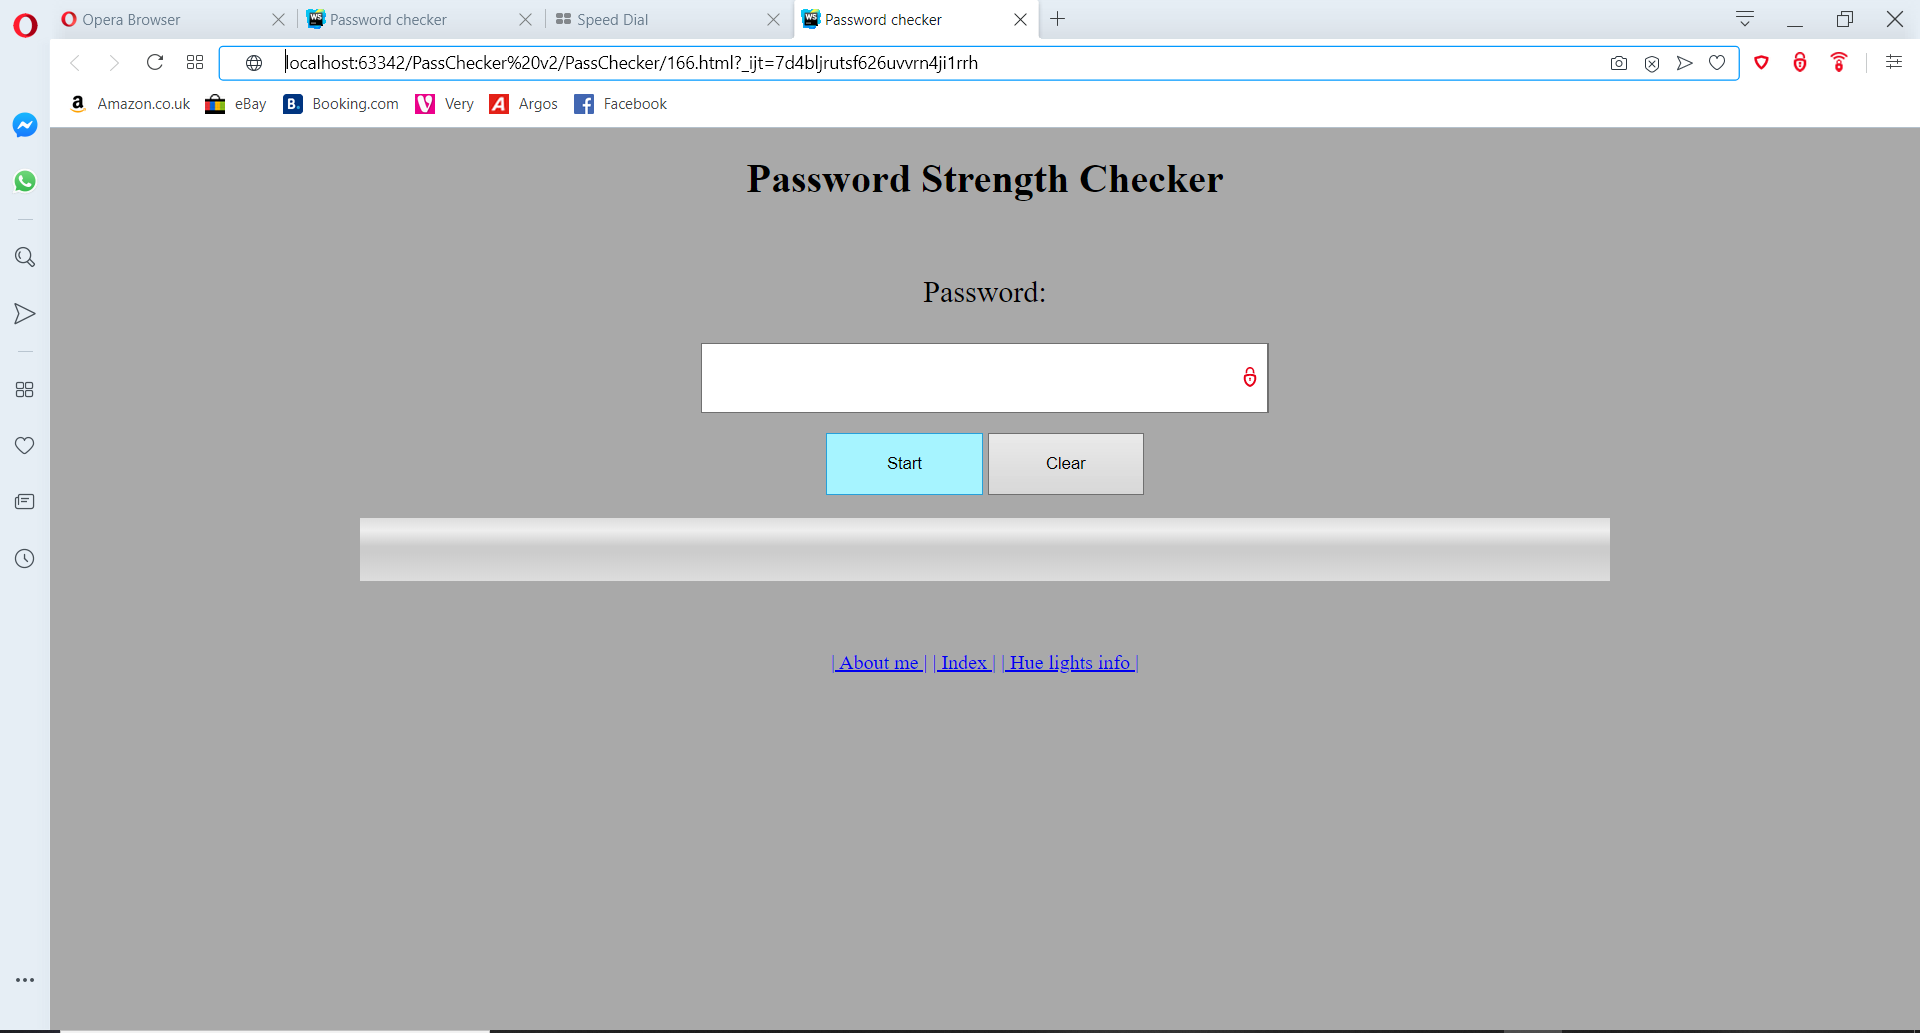 Opera Browser
Password checker
Speed Dial
Password checker
localhost:63342/PassChecker%20v2/PassChecker/166.html?_ijt=7d4bljrutsf626uvvrn4ji1rrh
Amazon.co.uk eBay Booking.com Very Argos Facebook
Password Strength Checker
Password:
Start Clear
| About me | | Index | | Hue lights info |